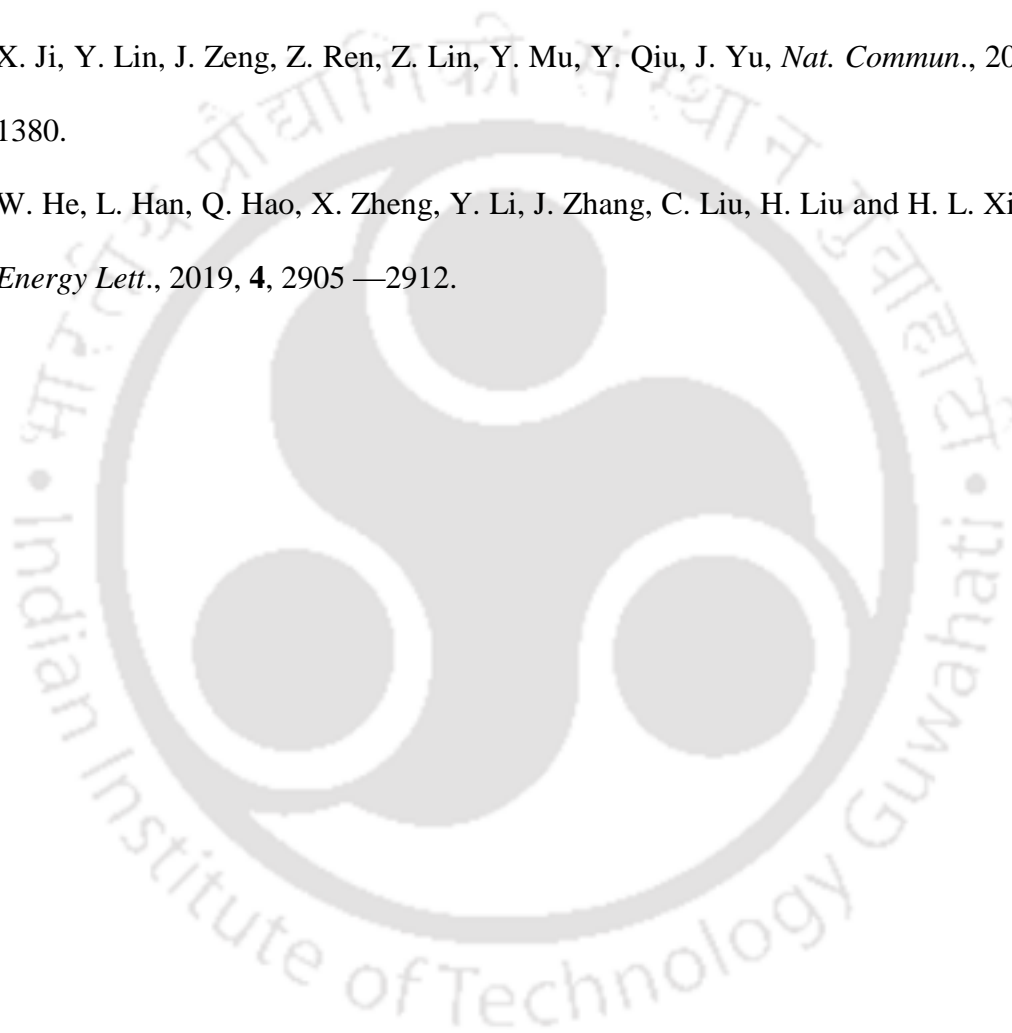 X. Ji, Y. Lin, J. Zeng, Z. Ren, Z. Lin, Y. Mu, Y. Qiu, J. Yu, Nat. Commun., 20
1380.
W. He, L. Han, Q. Hao, X. Zheng, Y. Li, J. Zhang, C. Liu, H. Liu and H. L. Xi
Energy Lett., 2019, 4, 2905 —2912.
भारतीय प्रौद्योगिकी संस्थान गुवाहाटी
Indian Institute of Technology Guwahati